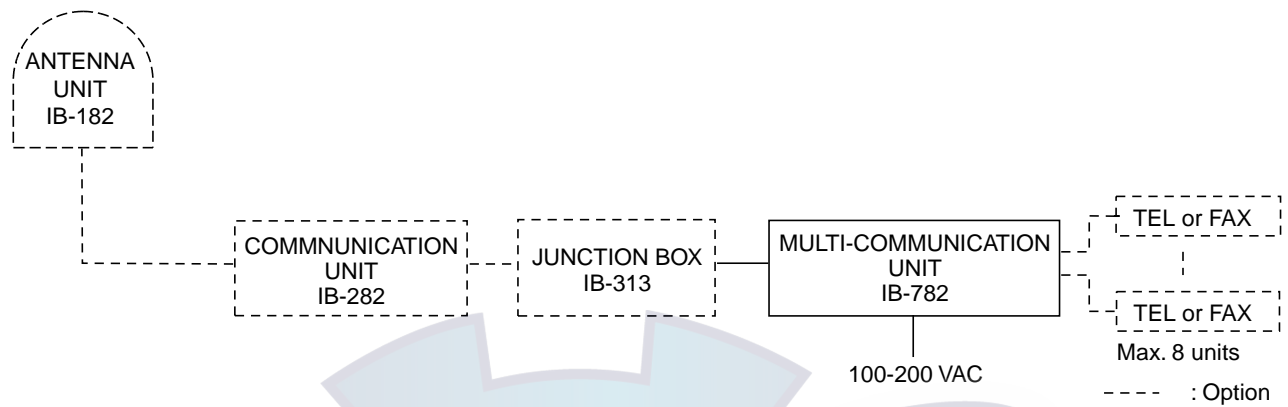 ANTENNA
UNIT
IB-182
COMMNUNICATION
UNIT
IB-282
JUNCTION BOX
IB-313
MULTI-COMMUNICATION
UNIT
IB-782
100-200 VAC
TEL or FAX
TEL or FAX
Max. 8 units
: Option